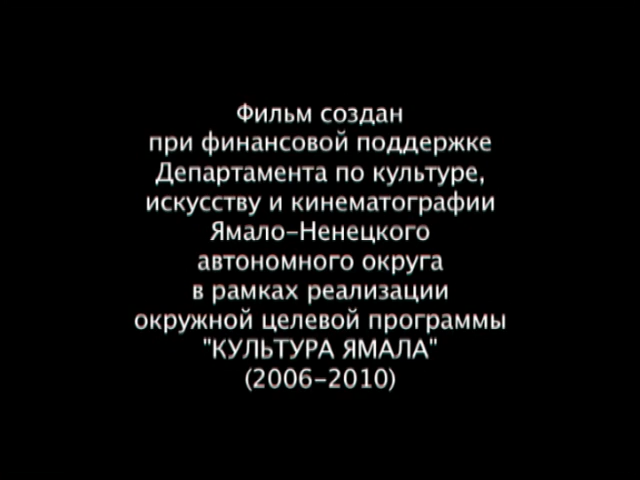 Фильм создан
при финансовой поддержке
Департамента по культуре,
искусству и кинематографии
Ямало-Ненецкого
автономного округа
в рамках реализации
окружной целевой программы
"КУЛЬТУРА ЯМАЛА"
(2006-2010)